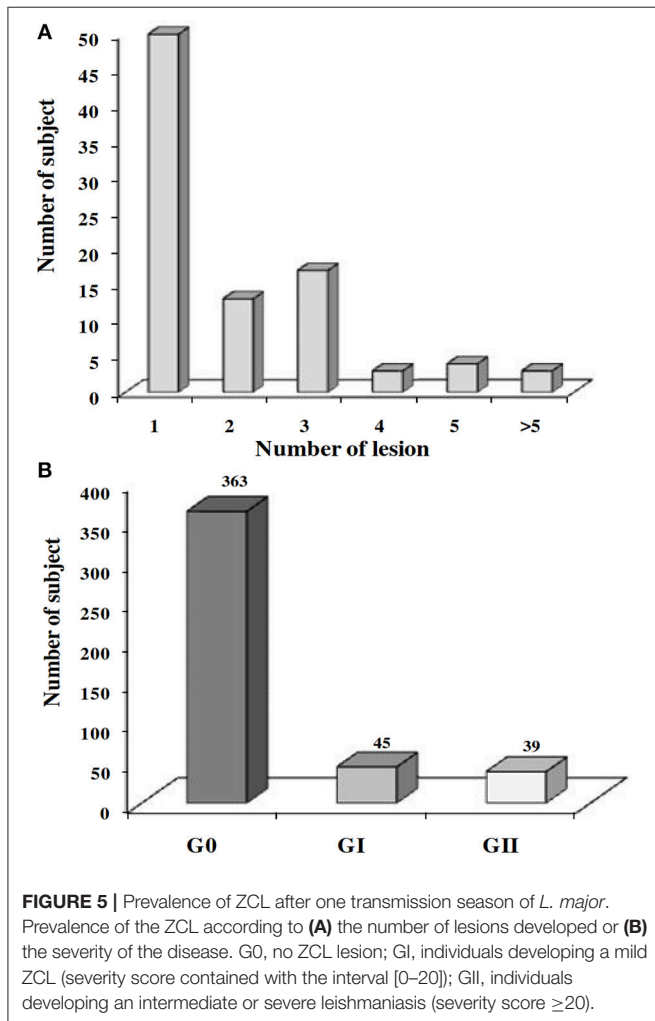 A
50
45
40
35
30
25
20
15
10
5
0
Number of subject
1 2 3 4 5 >5
Number of lesion
B
400
350
300
250
200
150
100
50
0
Number of subject
363
45
39
G0 GI GII
FIGURE 5 | Prevalence of ZCL after one transmission season of L. major.
Prevalence of the ZCL according to (A) the number of lesions developed or (B)
the severity of the disease. G0, no ZCL lesion; GI, individuals developing a mild
ZCL (severity score contained with the interval [0–20]); GII, individuals
developing an intermediate or severe leishmaniasis (severity score ≥20).